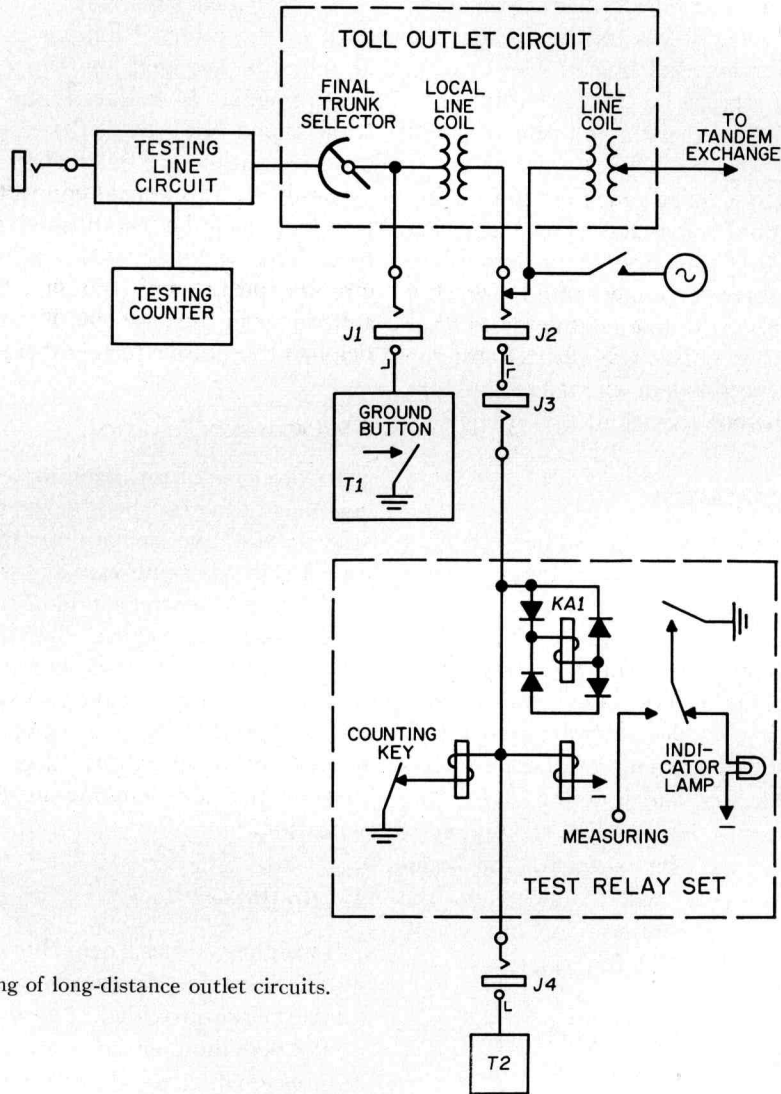 TOLL OUTLET CIRCUIT
FINAL
TRUNK
SELECTOR
LOCAL
LINE
COIL
TOLL
LINE
COIL
TO
TANDEM
EXCHANGE
TESTING
LINE
CIRCUIT
TESTING
COUNTER
J1
J2
J3
GROUND
BUTTON
T1
KA1
COUNTING
KEY
INDI-
CATOR
LAMP
MEASURING
TEST RELAY SET
J4
ng of long-distance outlet circuits.
T2